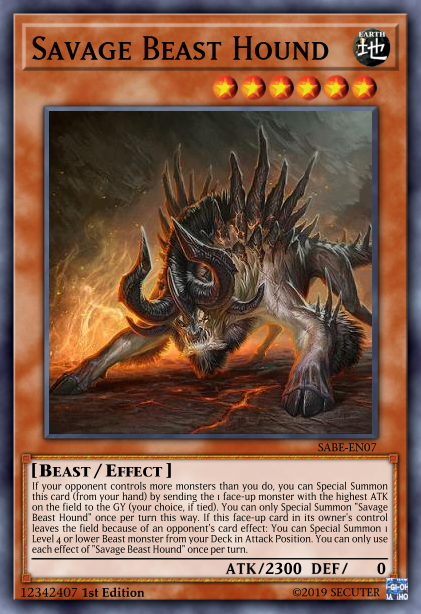 SAVAGE BEAST HOUND
EARTH
地
SABE-EN07
[BEAST / EFFECT]
If your opponent controls more monsters than you do, you can Special Summon
this card (from your hand) by sending the 1 face-up monster with the highest ATK
on the field to the GY (your choice, if tied). You can only Special Summon "Savage
Beast Hound" once per turn this way. If this face-up card in its owner's control
leaves the field because of an opponent's card effect: You can Special Summon 1
Level 4 or lower Beast monster from your Deck in Attack Position. You can only use
each effect of "Savage Beast Hound" once per turn.
ATK/2300 DEF/ 0
12342407 1st Edition ©2019 SECUTER